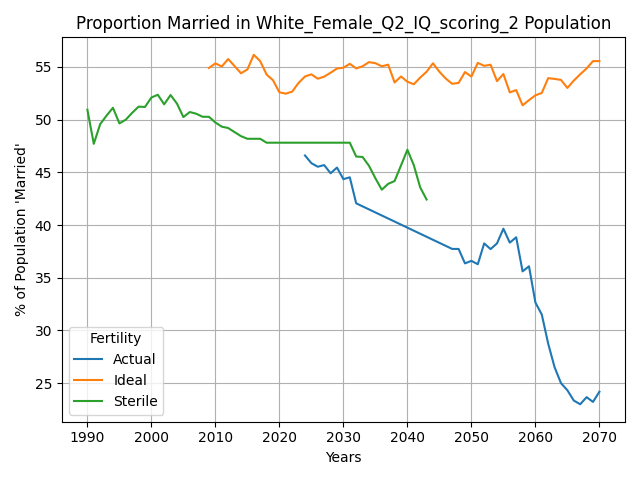 Proportion Married in White_Female_Q2_IQ_scoring_2 Population
% of Population 'Married'
55
50
45
40
35
30
25
Fertility
Actual
Ideal
Sterile
1990 2000 2010 2020 2030 2040 2050 2060 2070
Years